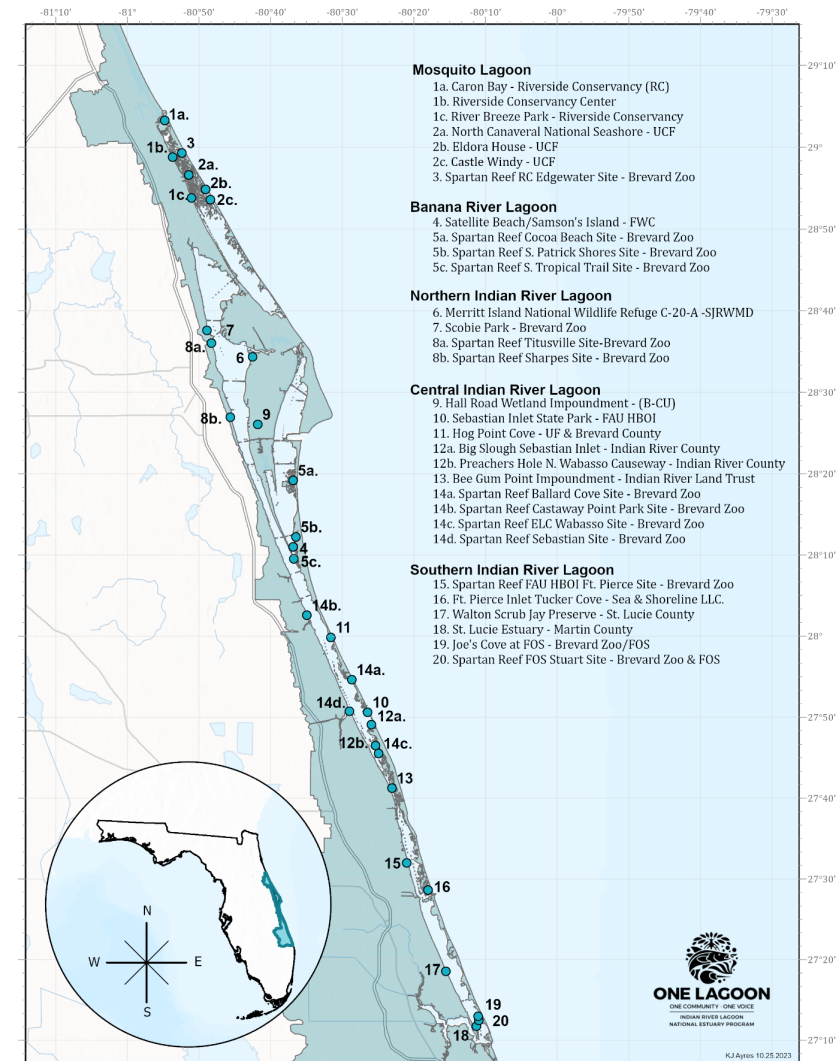 -81°10' -81° -80°50' -80°40' -80°30' -80°20' -80°10' -80° -79°50' -79°40' -79°30'
29°10'
29°
28°50'
28°40'
28°30'
28°20'
28°10'
28°
27°50'
27°40'
27°30'
27°20'
27°10'
Mosquito Lagoon
1a. Caron Bay - Riverside Conservancy (RC)
1b. Riverside Conservancy Center
1c. River Breeze Park - Riverside Conservancy
2a. North Canaveral National Seashore - UCF
2b. Eldora House - UCF
2c. Castle Windy - UCF
3. Spartan Reef RC Edgewater Site - Brevard Zoo
Banana River Lagoon
4. Satellite Beach/Samson's Island - FWC
5a. Spartan Reef Cocoa Beach Site - Brevard Zoo
5b. Spartan Reef S. Patrick Shores Site - Brevard Zoo
5c. Spartan Reef S. Tropical Trail Site - Brevard Zoo
Northern Indian River Lagoon
6. Merritt Island National Wildlife Refuge C-20-A -SJRWMD
7. Scobie Park - Brevard Zoo
8a. Spartan Reef Titusville Site-Brevard Zoo
8b. Spartan Reef Sharpes Site - Brevard Zoo
Central Indian River Lagoon
9. Hall Road Wetland Impoundment - (B-CU)
10. Sebastian Inlet State Park - FAU HBOI
11. Hog Point Cove - UF & Brevard County
12a. Big Slough Sebastian Inlet - Indian River County
12b. Preachers Hole N. Wabasso Causeway - Indian River County
13. Bee Gum Point Impoundment - Indian River Land Trust
14a. Spartan Reef Ballard Cove Site - Brevard Zoo
14b. Spartan Reef Castaway Point Park Site - Brevard Zoo
14c. Spartan Reef ELC Wabasso Site - Brevard Zoo
14d. Spartan Reef Sebastian Site - Brevard Zoo
Southern Indian River Lagoon
15. Spartan Reef FAU HBOI Ft. Pierce Site - Brevard Zoo
16. Ft. Pierce Inlet Tucker Cove - Sea & Shoreline LLC.
17. Walton Scrub Jay Preserve - St. Lucie County
18. St. Lucie Estuary - Martin County
19. Joe's Cove at FOS - Brevard Zoo/FOS
20. Spartan Reef FOS Stuart Site - Brevard Zoo & FOS
1a.
3
1b.
2a.
2b.
1c.
2c.
7
8a.
6
8b.
9
5a.
5b.
4
5c.
14b.
11
14a.
14d.
10
12a.
12b.
14c.
13
15
16
17
19
20
18
N
W E
S
ONE LAGOON
ONE COMMUNITY · ONE VOICE
INDIAN RIVER LAGOON
NATIONAL ESTUARY PROGRAM
KJ Ayres 10.25.2023